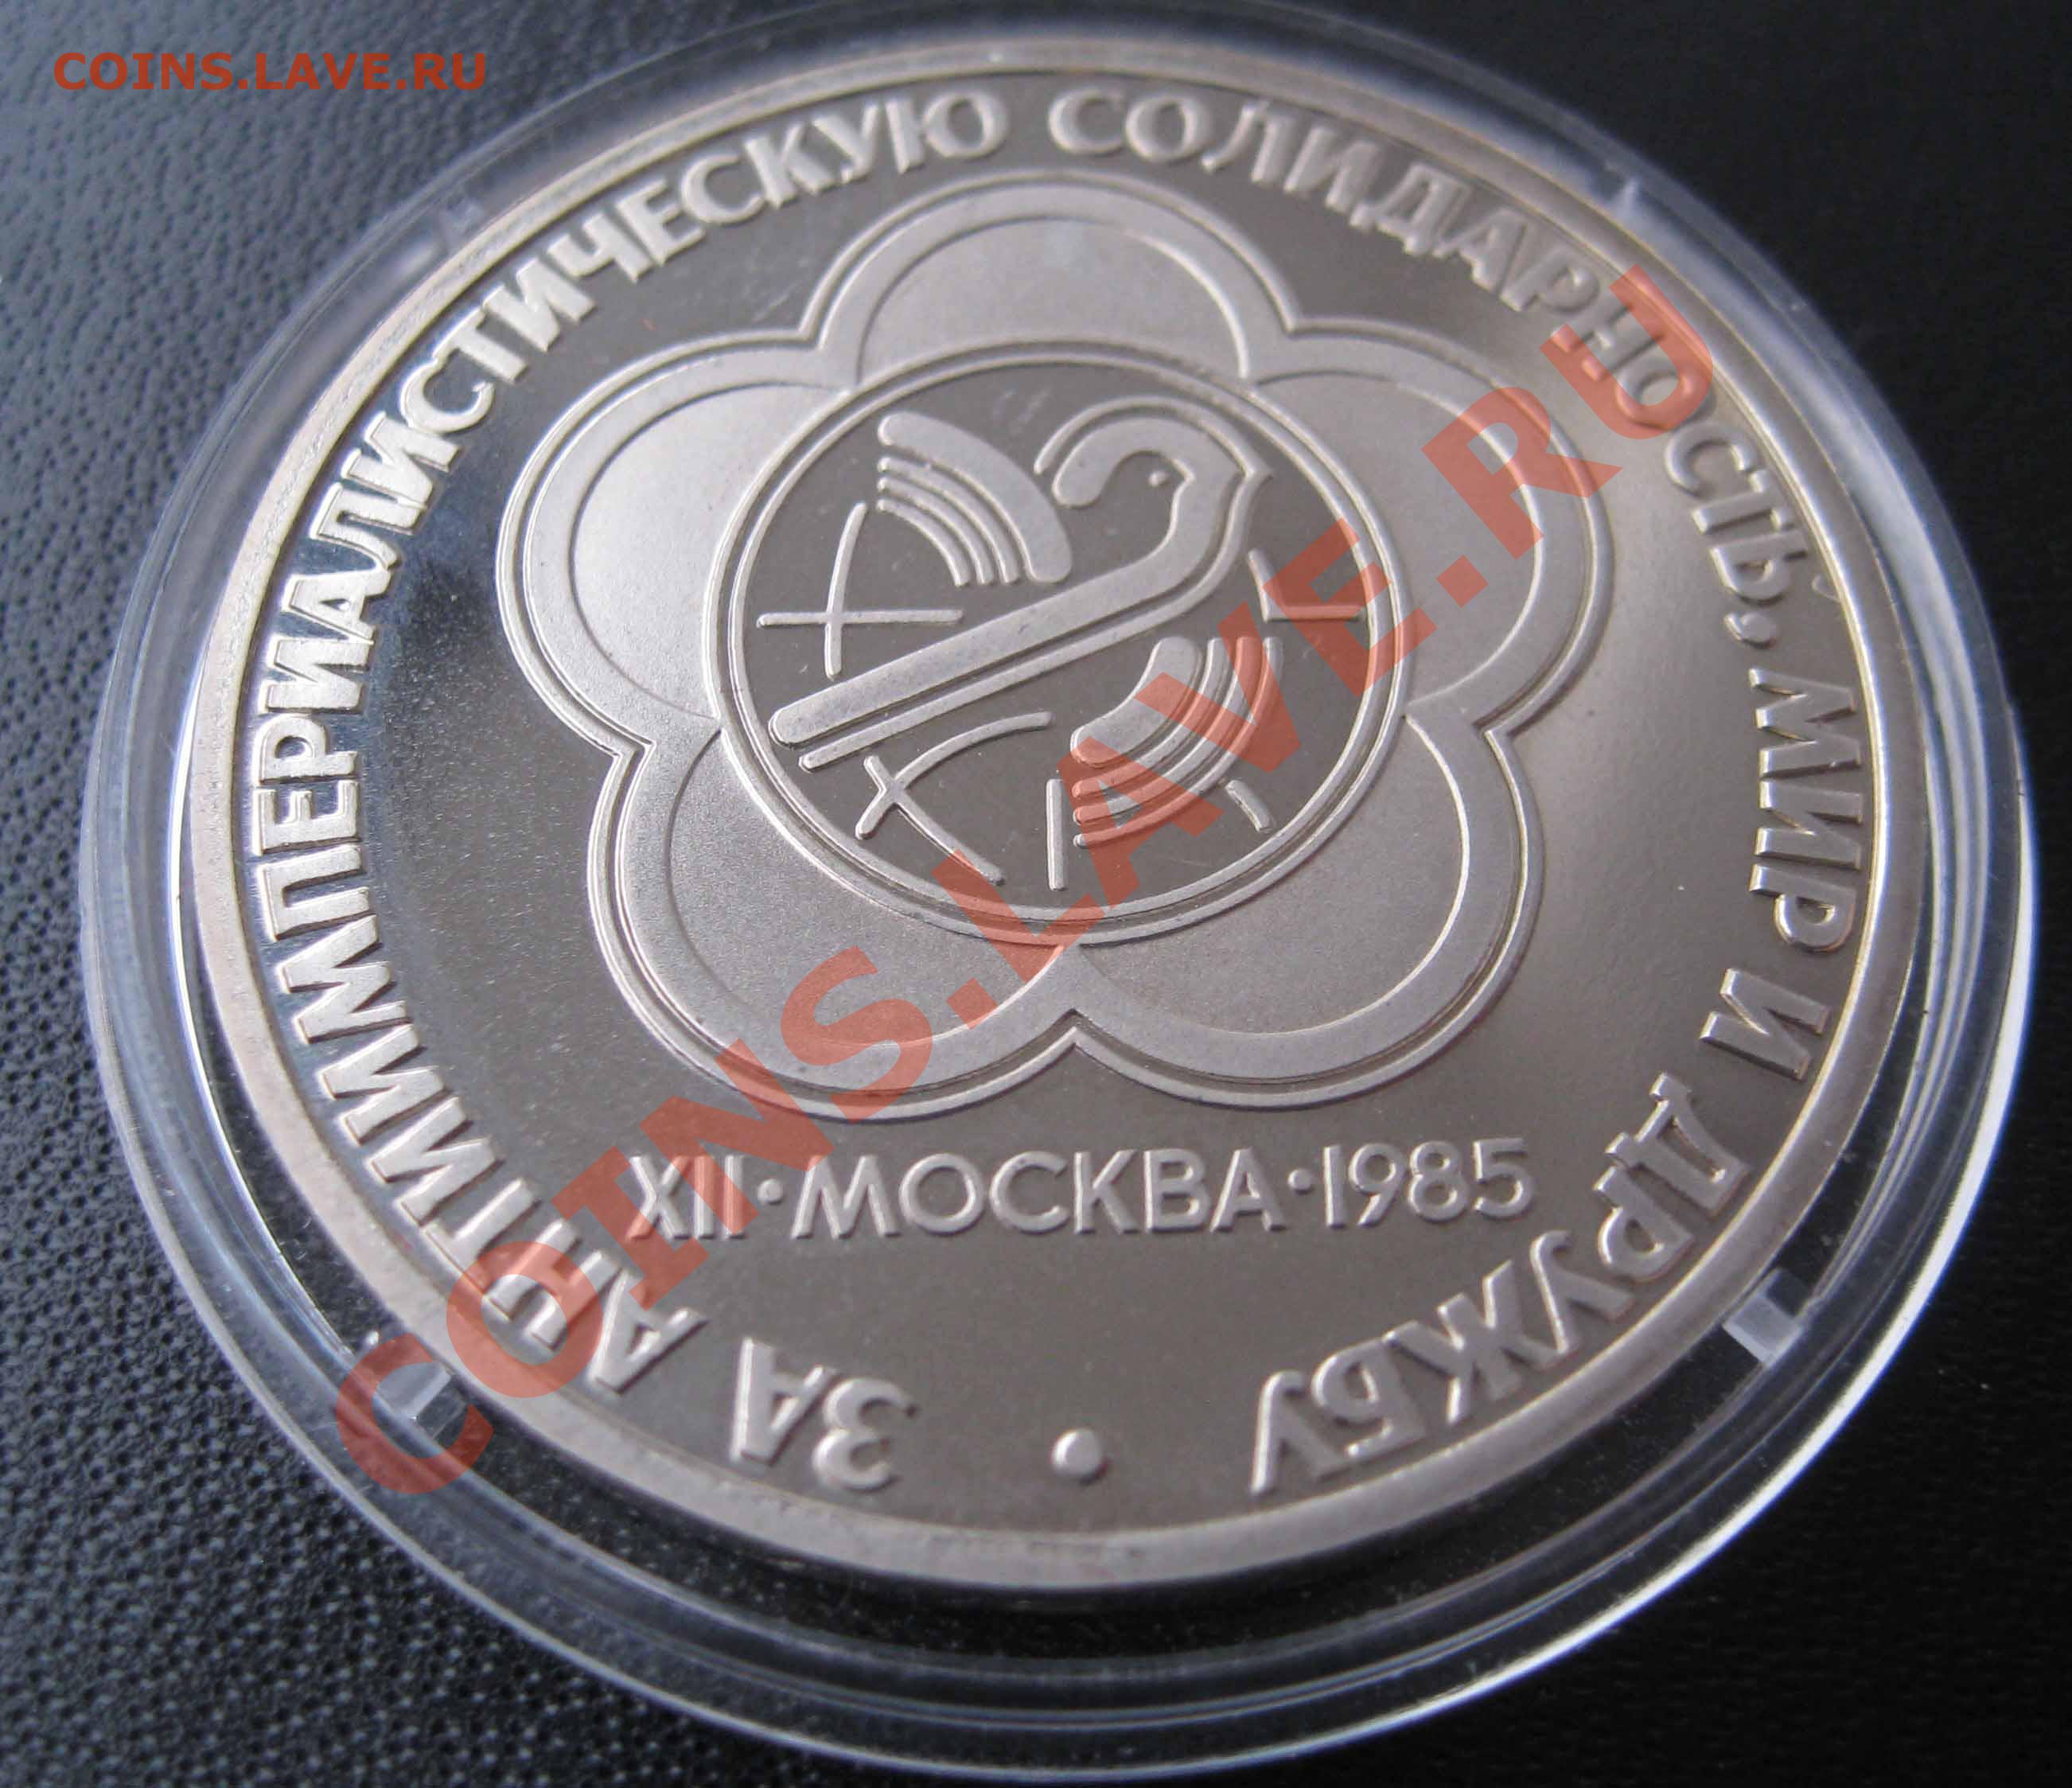 COINS.LAVE.RU
ЗА АНТИИМПЕРИАЛИСТИЧЕСКУЮ СОЛИДАРНОСТЬ, МИР И ДРУЖБУ •
XII·МОСКВА·1985
COINS.LAVE.RU